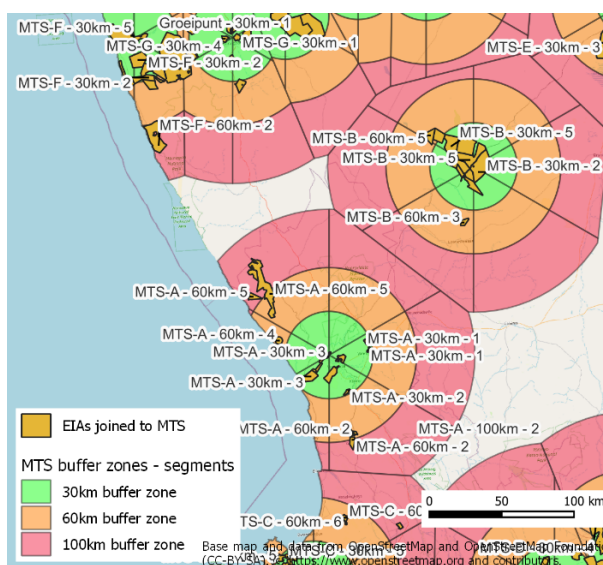 MTS-F - 30km - 5
Groeipunt - 30km - 1
MTS-G - 30km - 4
MTS-G - 30km - 1
MTS-E - 30km - 3
MTS-F - 30km - 2
MTS-F - 30km - 2
MTS-F - 60km - 2
MTS-B - 60km - 5
MTS-B - 30km - 5
MTS-B - 30km - 5
MTS-B - 30km - 2
MTS-B - 60km - 3
MTS-A - 60km - 5
MTS-A - 60km - 5
MTS-A - 60km - 4
MTS-A - 30km - 1
MTS-A - 30km - 3
MTS-A - 30km - 1
MTS-A - 30km - 3
MTS-A - 30km - 2
MTS-A - 60km - 2
MTS-A - 100km - 2
MTS-A - 60km - 2
EIAs joined to MTS
MTS buffer zones - segments
30km buffer zone
60km buffer zone
100km buffer zone
0 50 100 km
MTS-C - 60km - 6
Base map and data from OpenStreetMap and OpenStreetMap Foundation
(CC-BY-SA). © https://www.openstreetmap.org and contributors.